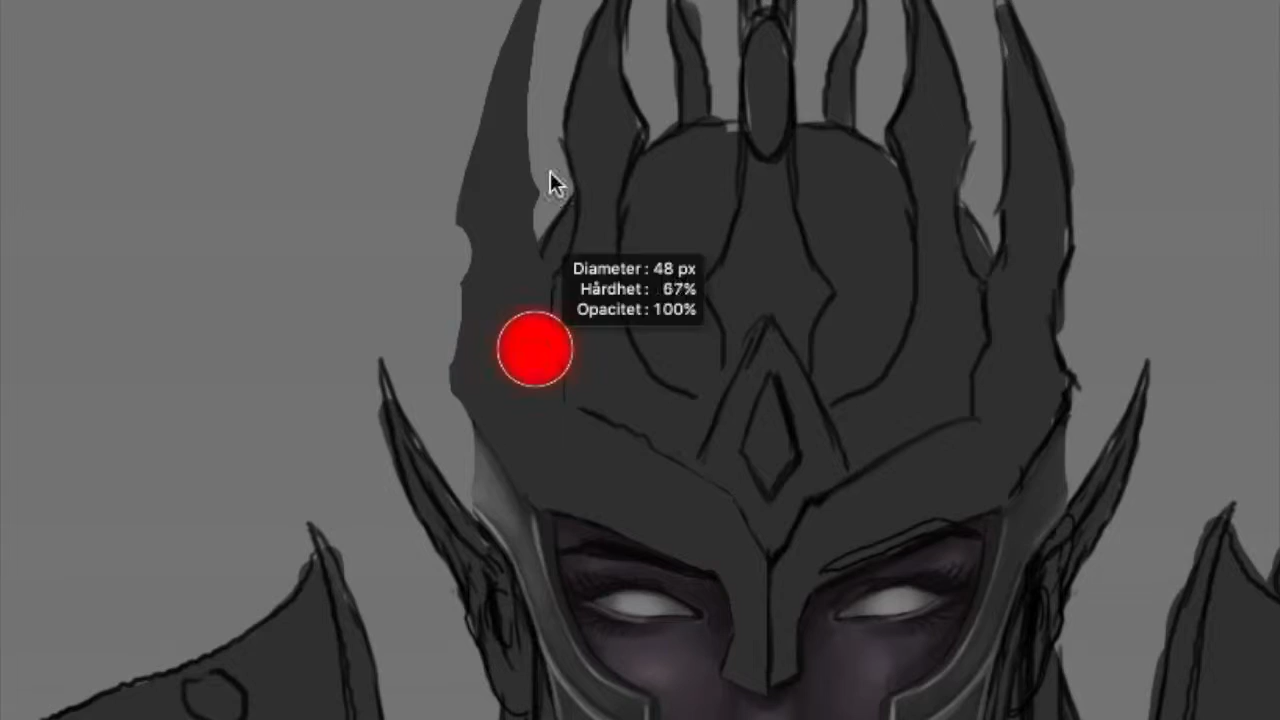 Diameter : 48 px
Hårdhet : 67%
Opacitet : 100%